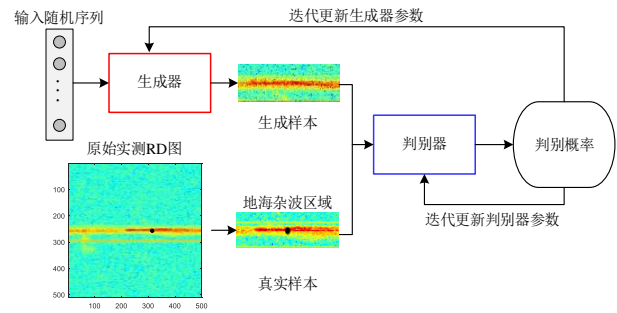 输入随机序列
迭代更新生成器参数
生成器
生成样本
判别器
判别概率
原始实测RD图
地海杂波区域
迭代更新判别器参数
真实样本
100
200
300
400
500
100 200 300 400 500